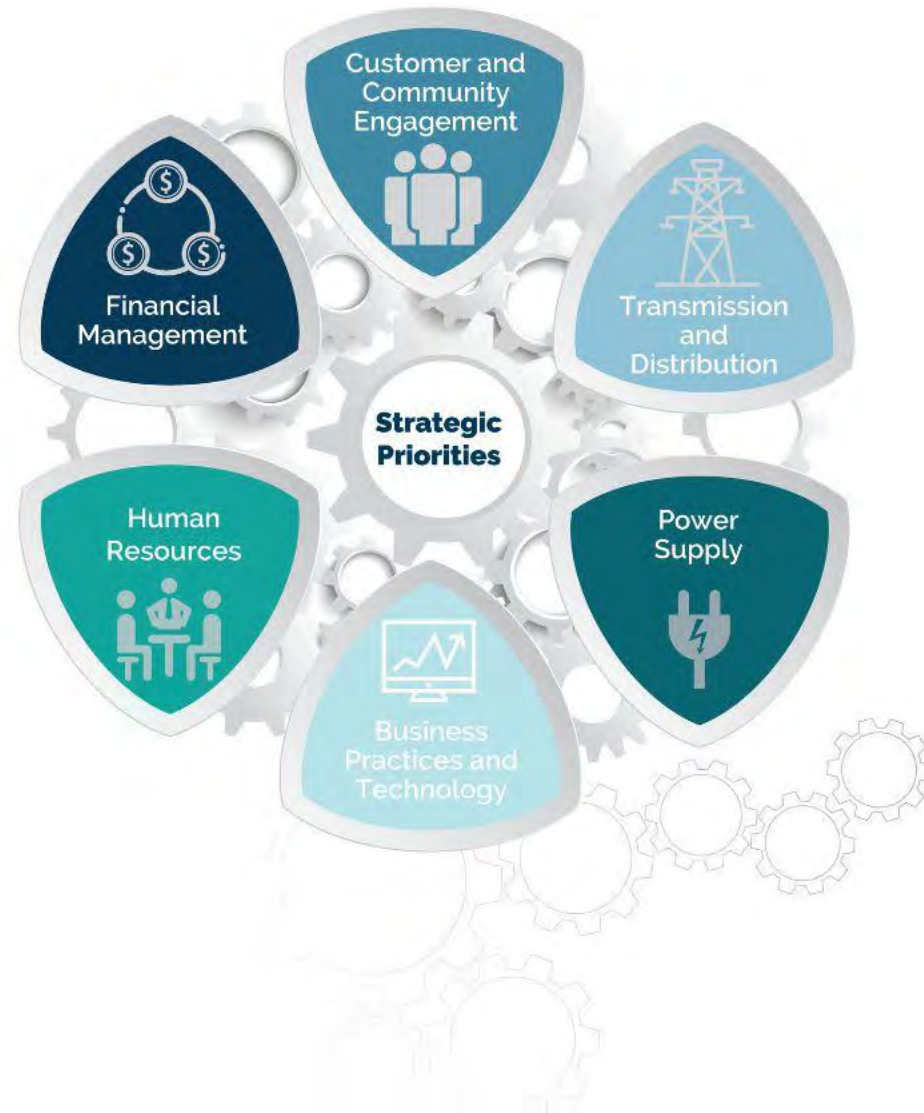 Customer and
Community
Engagement
$
$
$
Financial
Management
Transmission
and
Distribution
Strategic
Priorities
Human
Resources
Power
Supply
Business
Practices and
Technology